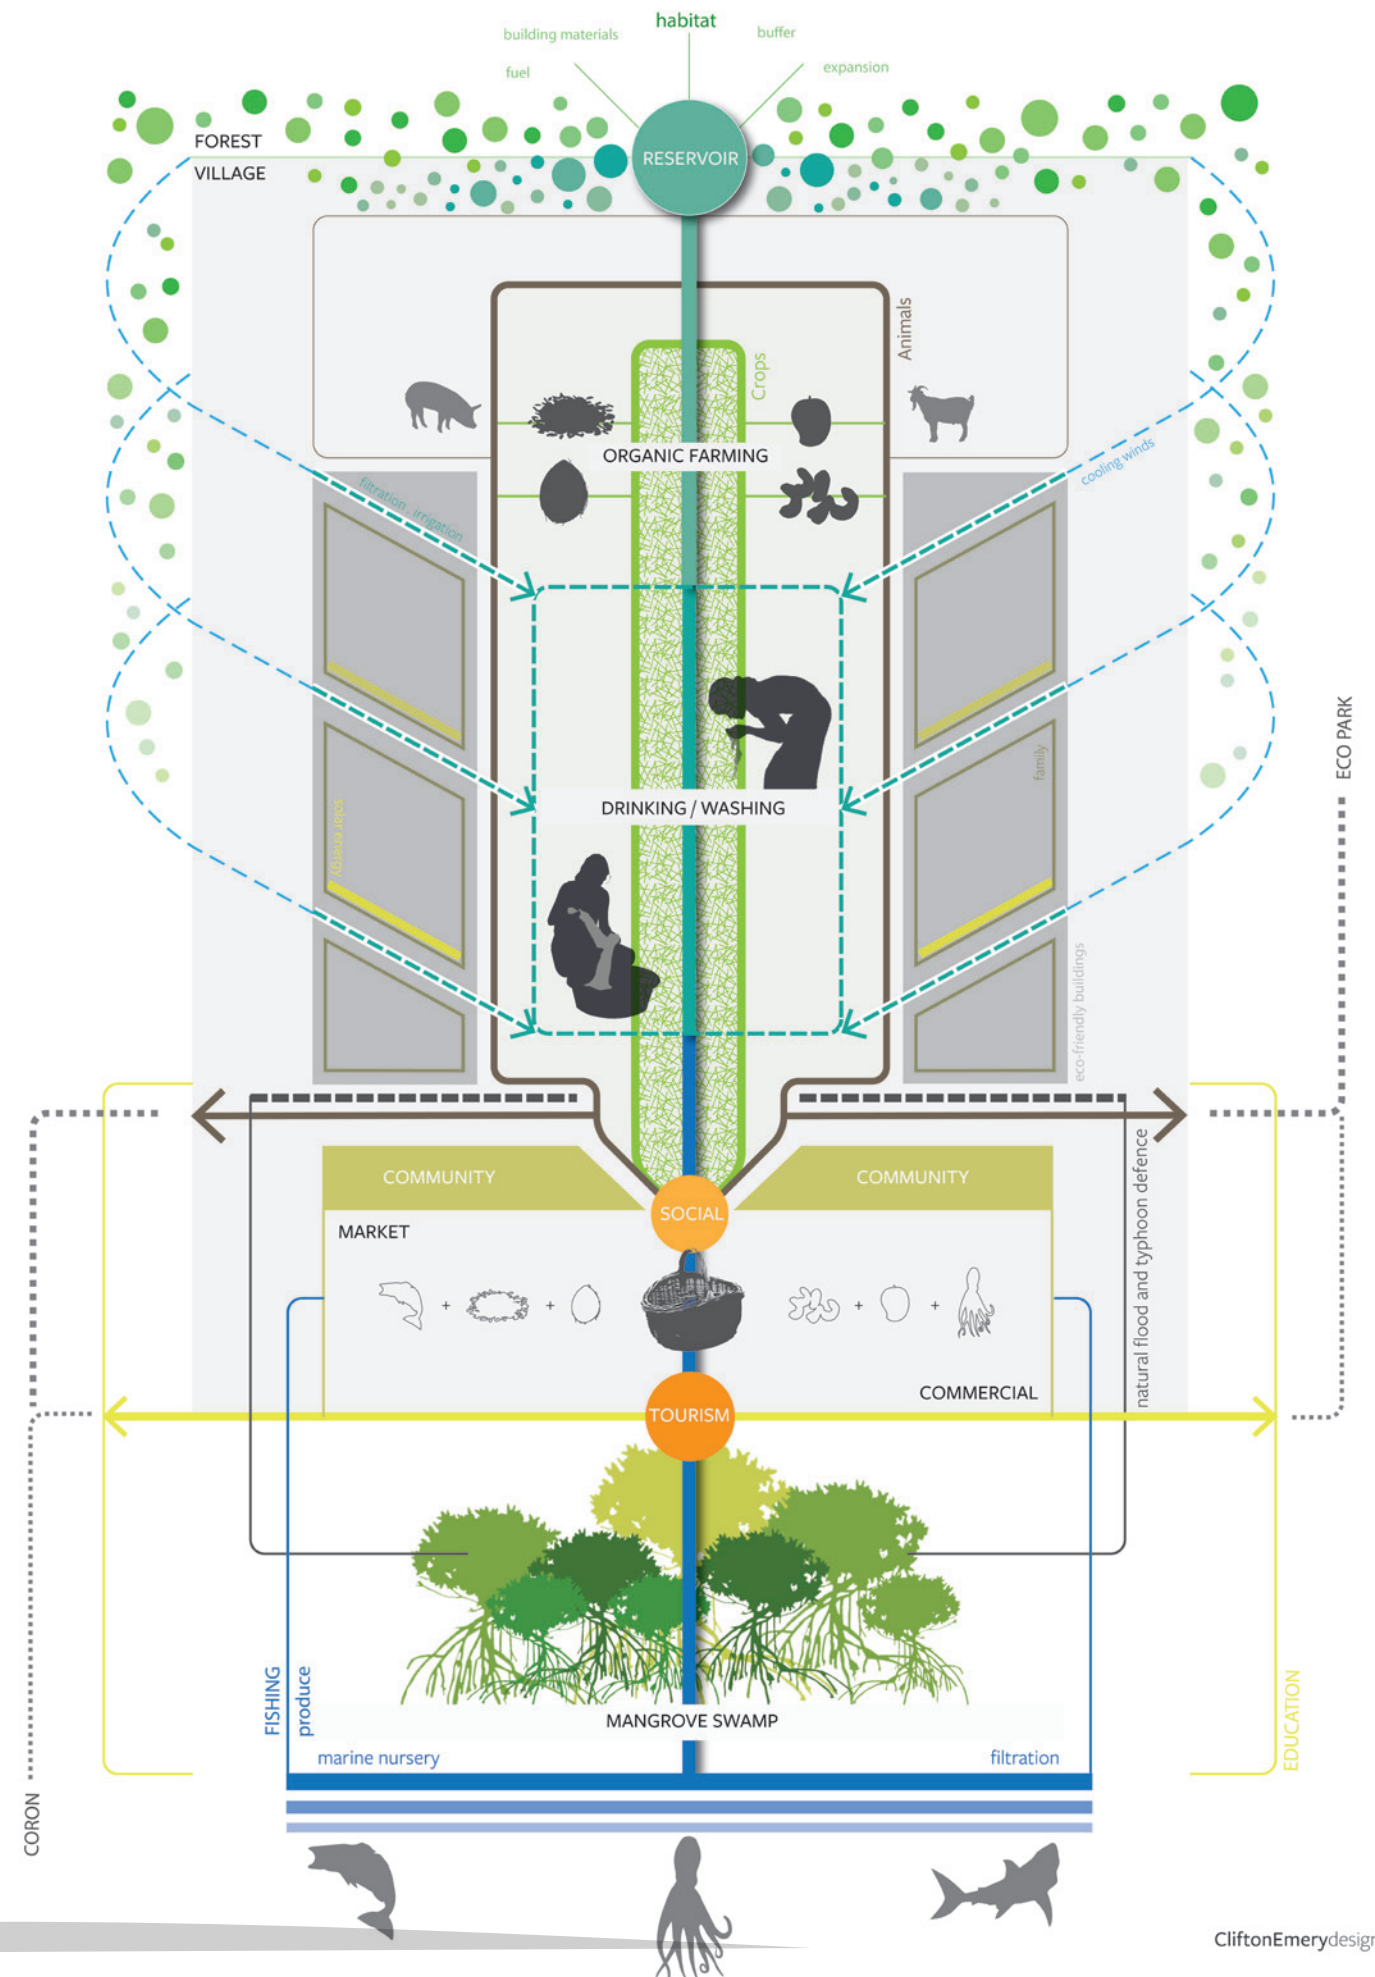 habitat
building materials
buffer
fuel
expansion
FOREST
RESERVOIR
VILLAGE
Animals
Crops
ORGANIC FARMING
cooling winds
filtration . irrigation
ECO PARK
family
DRINKING / WASHING
solar energy
eco-friendly buildings
natural flood and typhoon defence
COMMUNITY
COMMUNITY
SOCIAL
MARKET
+
+
+
+
COMMERCIAL
TOURISM
FISHING
produce
EDUCATION
MANGROVE SWAMP
marine nursery
filtration
CORON
CliftonEmerydesign